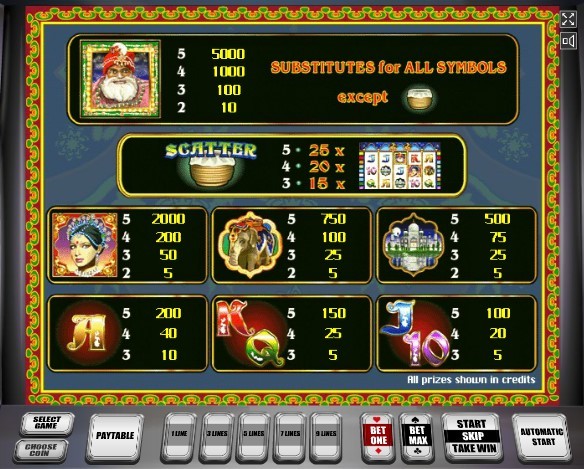 5 5000
4 1000
3 100
2 10
SUBSTITUTES for ALL SYMBOLS
except
SCATTER
5 · 25 x
4 · 20 x
3 · 15 x
5 2000
4 200
3 50
2 5
5 750
4 100
3 25
2 5
5 500
4 75
3 25
2 5
A
5 200
4 40
3 10
K
Q
5 150
4 25
3 5
J
10
5 100
4 20
3 5
All prizes shown in credits
SELECT
GAME
CHOOSE
COIN
PAYTABLE
1 LINE
3 LINES
5 LINES
7 LINES
9 LINES
BET
ONE
BET
MAX
START
SKIP
TAKE WIN
AUTOMATIC
START